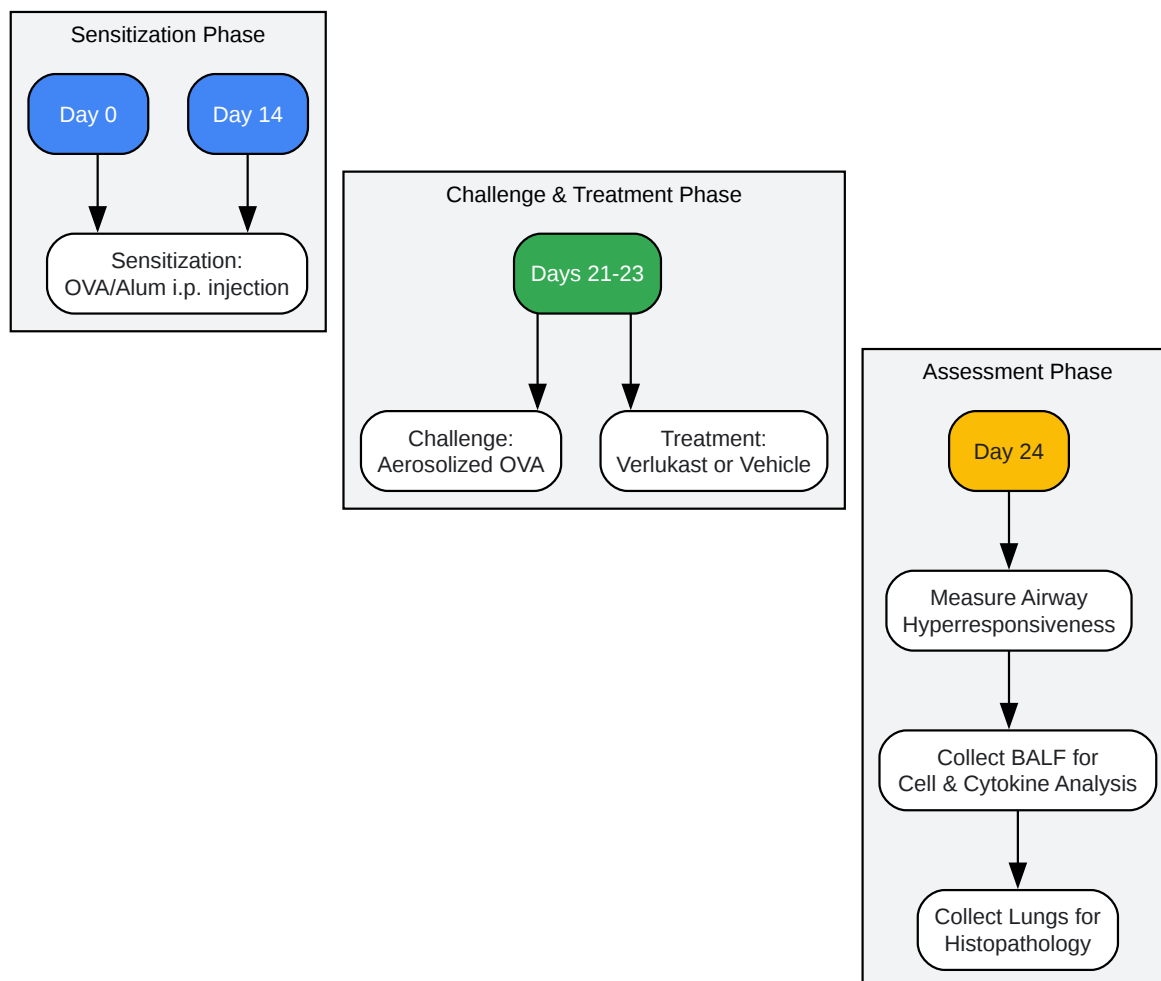 Sensitization Phase
Day 0
Day 14
Sensitization:
OVA/Alum i.p. injection
Challenge & Treatment Phase
Days 21-23
Challenge:
Aerosolized OVA
Treatment:
Verlukast or Vehicle
Assessment Phase
Day 24
Measure Airway
Hyperresponsiveness
Collect BALF for
Cell & Cytokine Analysis
Collect Lungs for
Histopathology